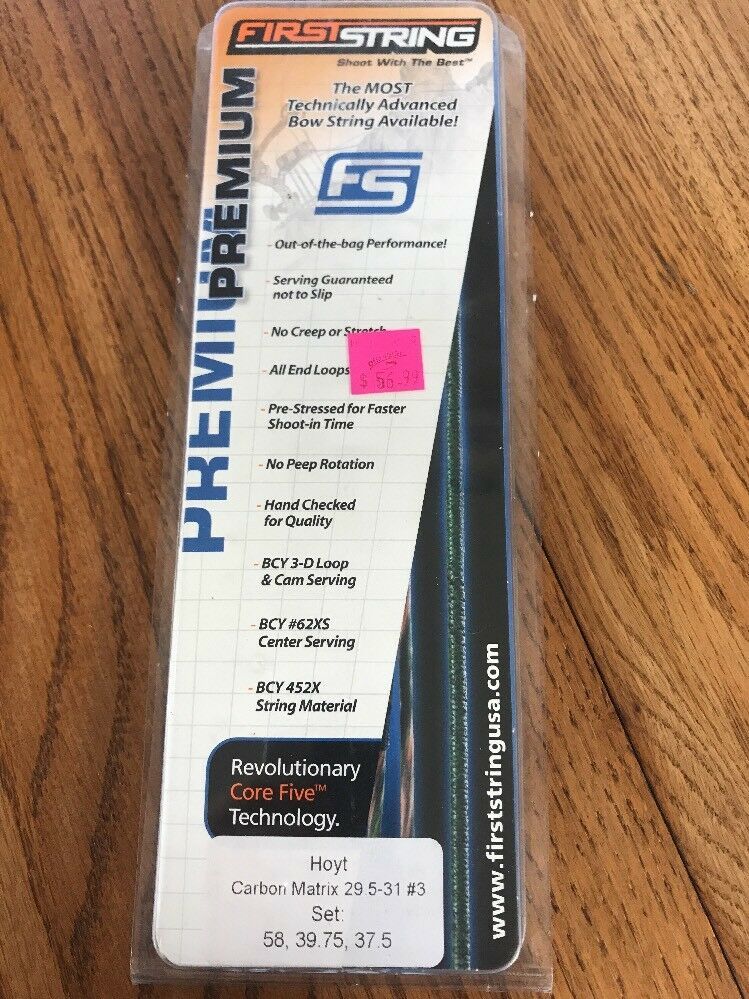 FIRSTSTRING
Shoot With The Best™
The MOST
Technically Advanced
Bow String Available!
FS
PREMIUM
PREMIUM
- Out-of-the-bag Performance!
- Serving Guaranteed
not to Slip
- No Creep or Stretch
- All End Loops
$ 56.99
- Pre-Stressed for Faster
Shoot-in Time
- No Peep Rotation
- Hand Checked
for Quality
- BCY 3-D Loop
& Cam Serving
- BCY #62XS
Center Serving
- BCY 452X
String Material
Revolutionary
Core Five™
Technology.
www.firststringusa.com
Hoyt
Carbon Matrix 29.5-31 #3
Set:
58, 39.75, 37.5